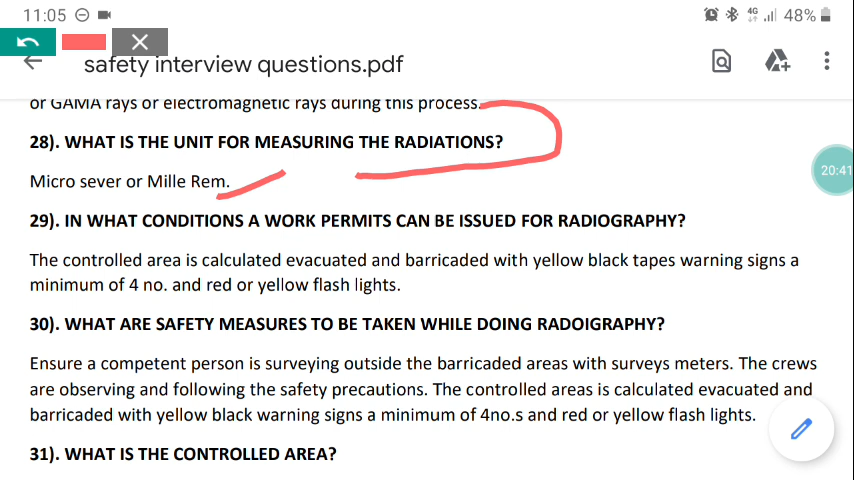 11:05
4G
48%
safety interview questions.pdf
or GAMA rays or electromagnetic rays during this process.
28). WHAT IS THE UNIT FOR MEASURING THE RADIATIONS?
Micro sever or Mille Rem.
20:41
29). IN WHAT CONDITIONS A WORK PERMITS CAN BE ISSUED FOR RADIOGRAPHY?
The controlled area is calculated evacuated and barricaded with yellow black tapes warning signs a
minimum of 4 no. and red or yellow flash lights.
30). WHAT ARE SAFETY MEASURES TO BE TAKEN WHILE DOING RADOIGRAPHY?
Ensure a competent person is surveying outside the barricaded areas with surveys meters. The crews
are observing and following the safety precautions. The controlled areas is calculated evacuated and
barricaded with yellow black warning signs a minimum of 4no.s and red or yellow flash lights.
31). WHAT IS THE CONTROLLED AREA?